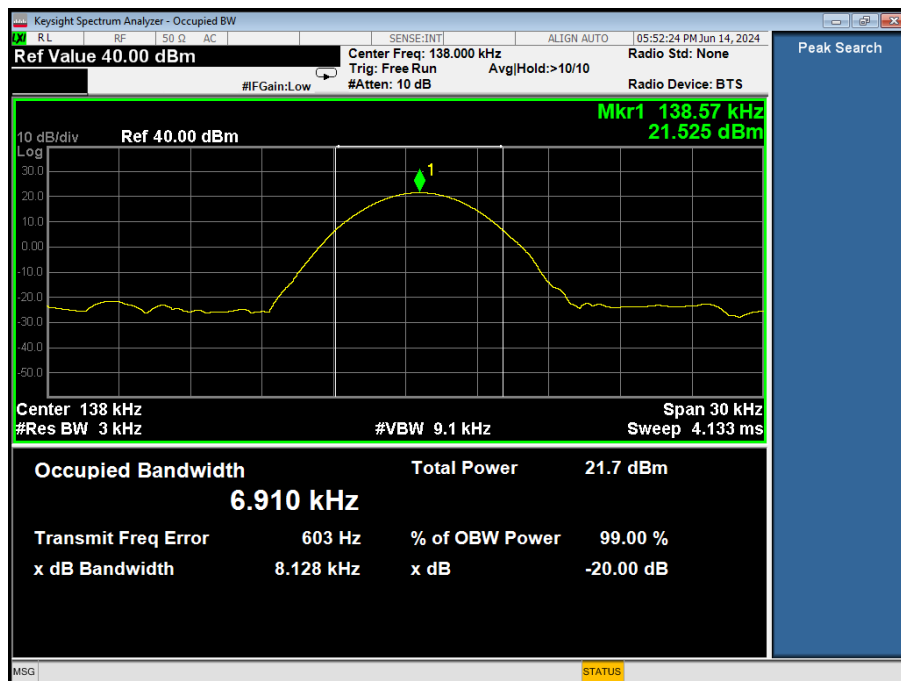 Keysight Spectrum Analyzer - Occupied BW
LXI RL RF 50 Ω AC SENSE:INT ALIGN AUTO 05:52:24 PM Jun 14, 2024
Ref Value 40.00 dBm Center Freq: 138.000 kHz Radio Std: None
Trig: Free Run Avg|Hold:>10/10
#IFGain:Low #Atten: 10 dB Radio Device: BTS
Peak Search
Mkr1 138.57 kHz
21.525 dBm
10 dB/div Ref 40.00 dBm
Log
30.0
1
20.0
10.0
0.00
-10.0
-20.0
-30.0
-40.0
-50.0
Center 138 kHz Span 30 kHz
#Res BW 3 kHz #VBW 9.1 kHz Sweep 4.133 ms
Occupied Bandwidth Total Power 21.7 dBm
6.910 kHz
Transmit Freq Error 603 Hz % of OBW Power 99.00 %
x dB Bandwidth 8.128 kHz x dB -20.00 dB
MSG STATUS